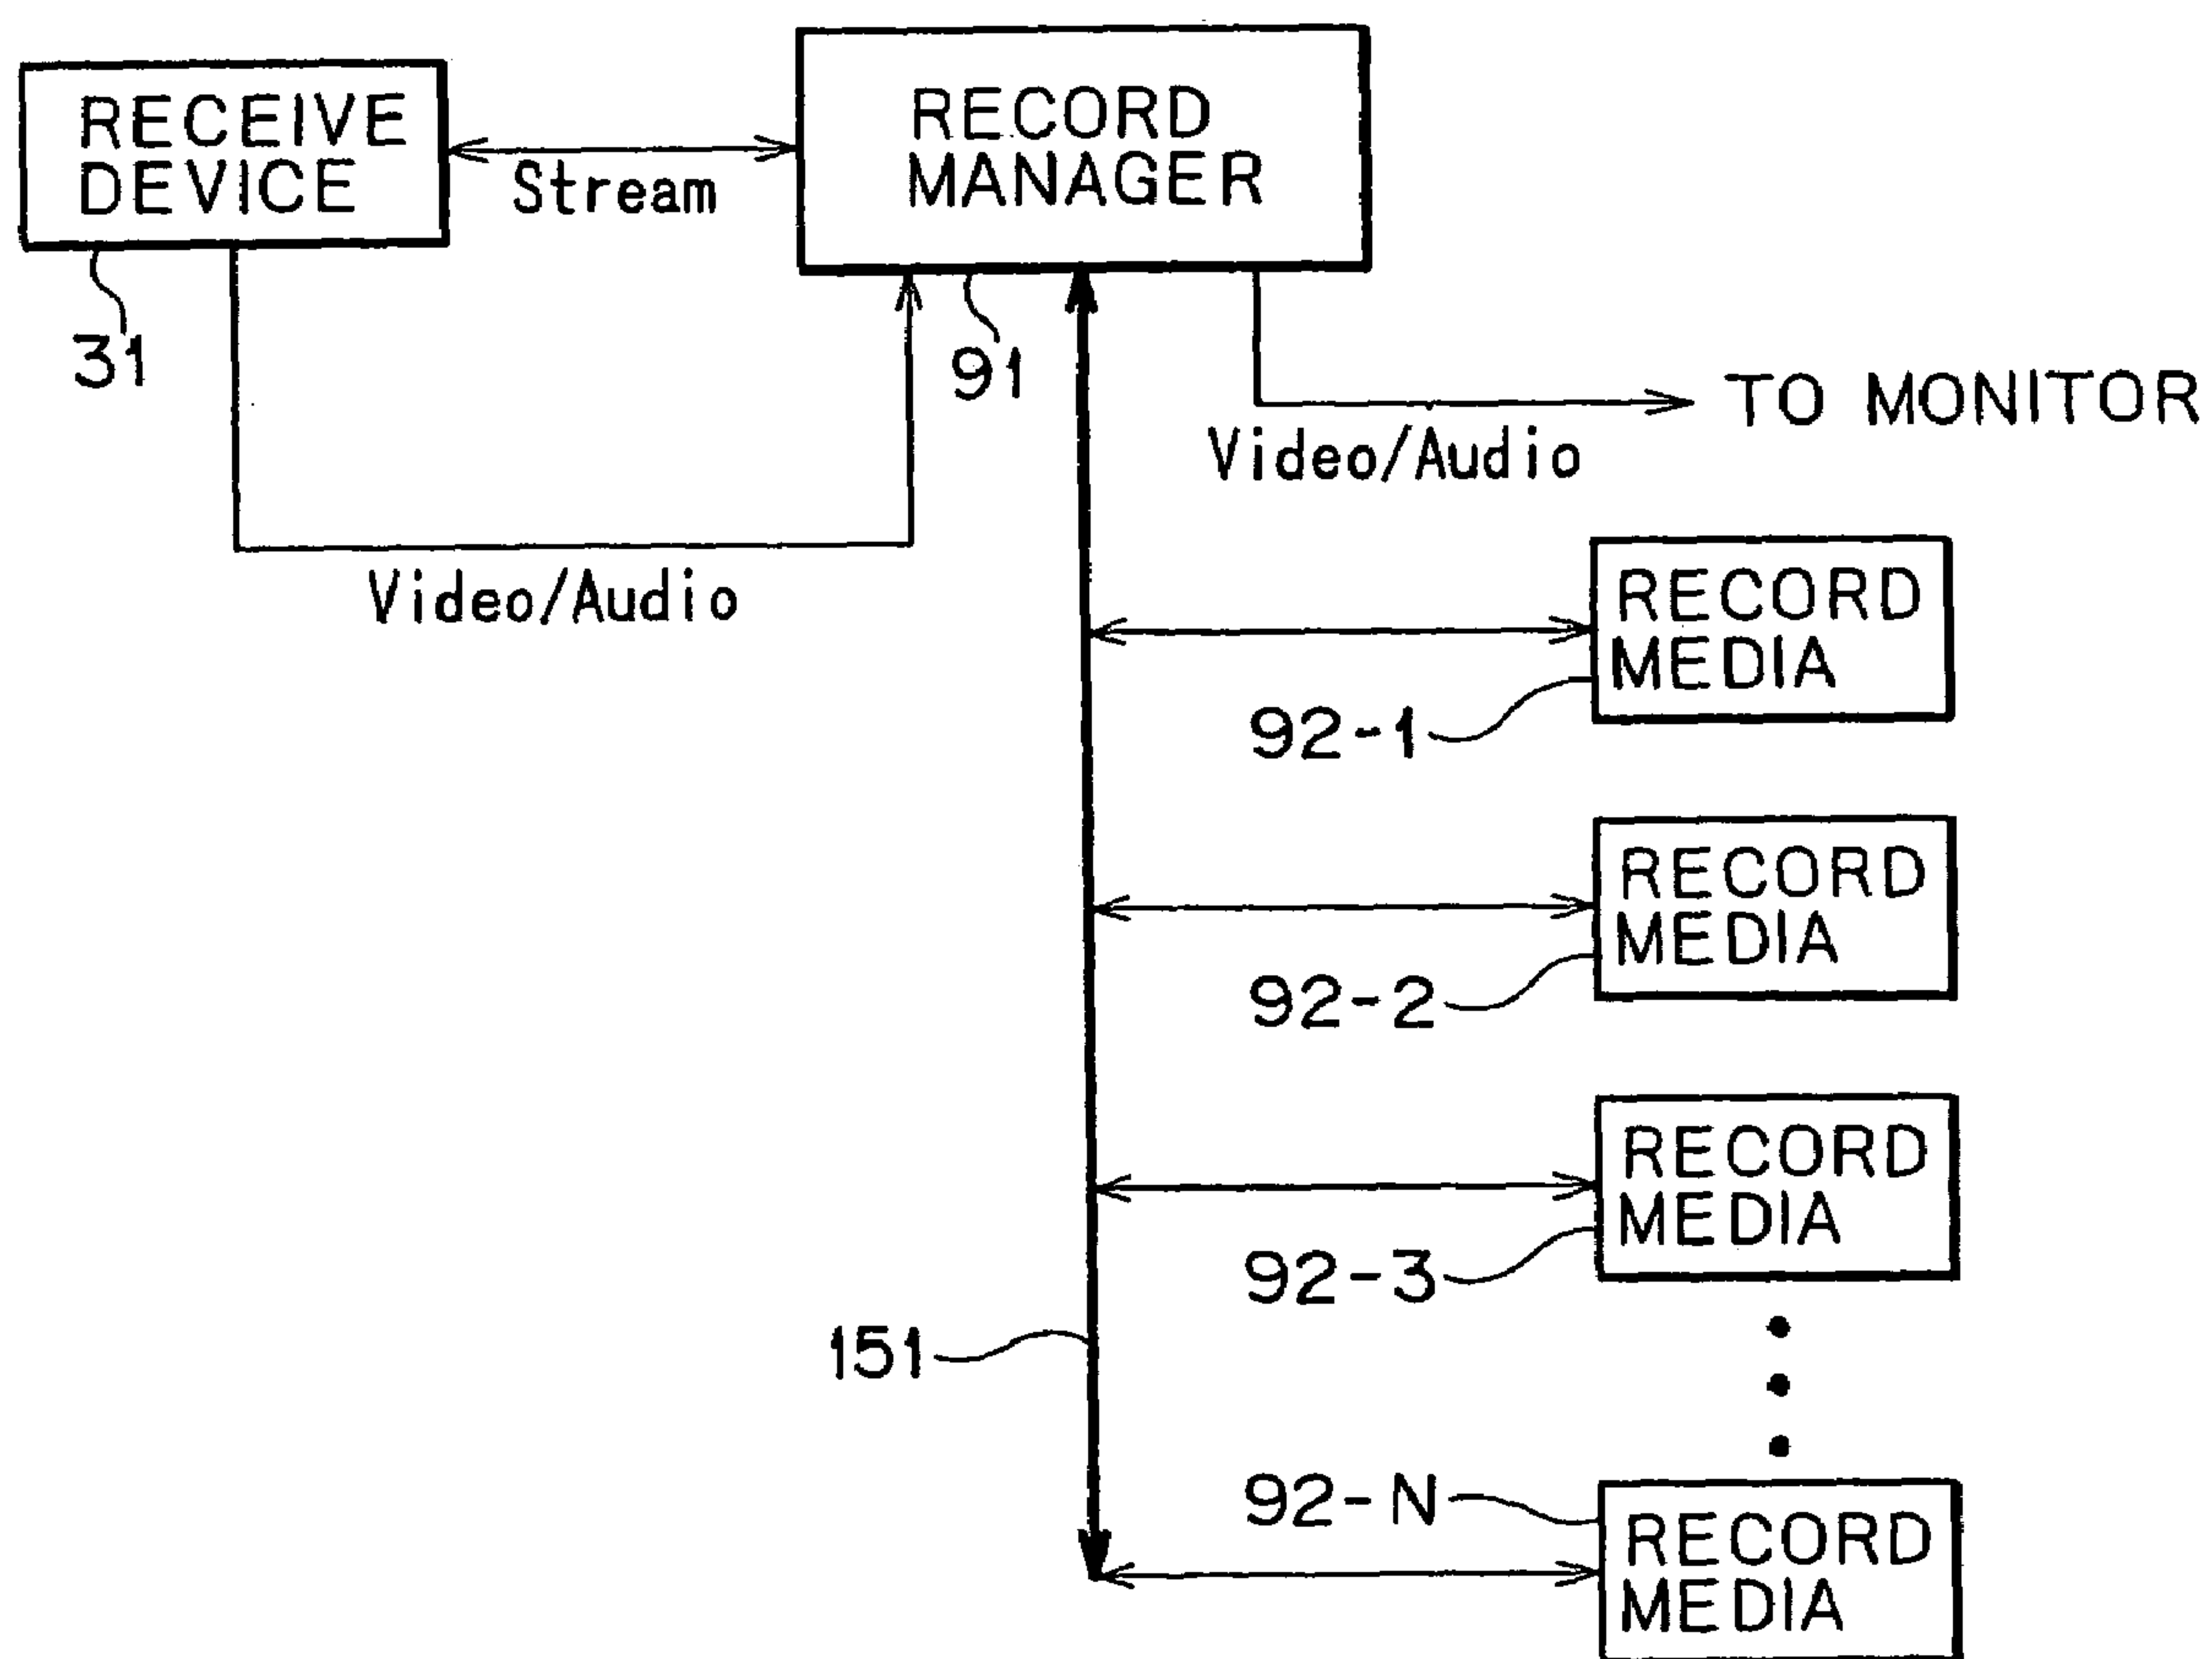 RECEIVE
DEVICE
31
Stream
RECORD
MANAGER
91
Video/Audio
TO MONITOR
Video/Audio
RECORD
MEDIA
92-1
RECORD
MEDIA
92-2
RECORD
MEDIA
92-3
151
92-N
RECORD
MEDIA